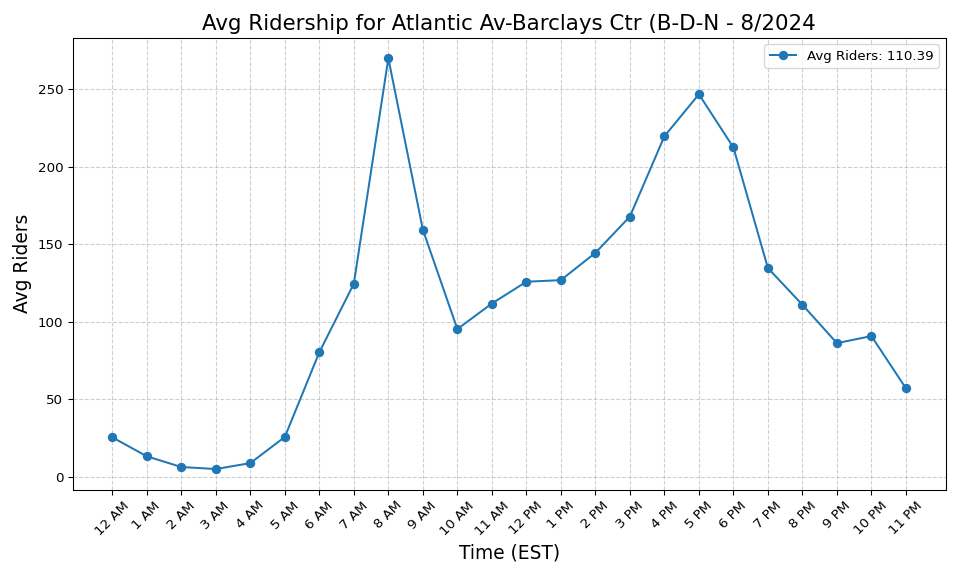 Avg Ridership for Atlantic Av-Barclays Ctr (B-D-N - 8/2024
Avg Riders: 110.39
Avg Riders
250
200
150
100
50
0
12 AM 1 AM 2 AM 3 AM 4 AM 5 AM 6 AM 7 AM 8 AM 9 AM 10 AM 11 AM 12 PM 1 PM 2 PM 3 PM 4 PM 5 PM 6 PM 7 PM 8 PM 9 PM 10 PM 11 PM
Time (EST)